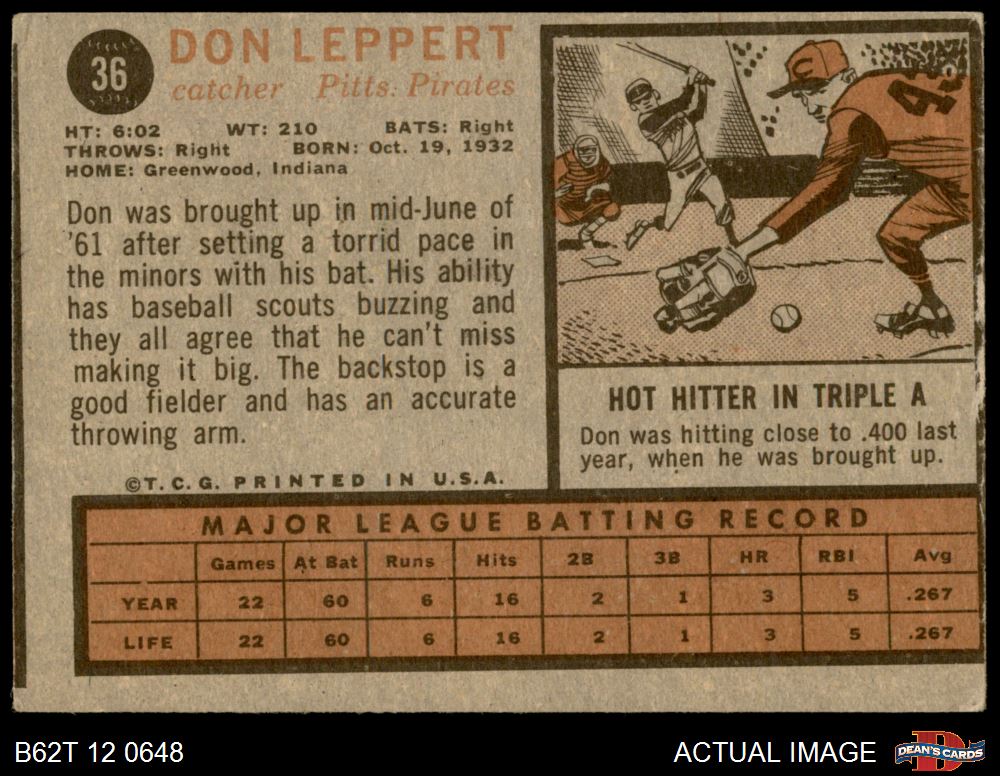 36
DON LEPPERT
catcher Pitts. Pirates
HT: 6:02 WT: 210 BATS: Right
THROWS: Right BORN: Oct. 19, 1932
HOME: Greenwood, Indiana
Don was brought up in mid-June of
'61 after setting a torrid pace in
the minors with his bat. His ability
has baseball scouts buzzing and
they all agree that he can't miss
making it big. The backstop is a
good fielder and has an accurate
throwing arm.
©T.C.G. PRINTED IN U.S.A.
C
HOT HITTER IN TRIPLE A
Don was hitting close to .400 last
year, when he was brought up.
MAJOR LEAGUE BATTING RECORD
Games At Bat Runs Hits 2B 3B HR RBI Avg
YEAR 22 60 6 16 2 1 3 5 .267
LIFE 22 60 6 16 2 1 3 5 .267
B62T 12 0648
ACTUAL IMAGE
D
DEAN'S CARDS